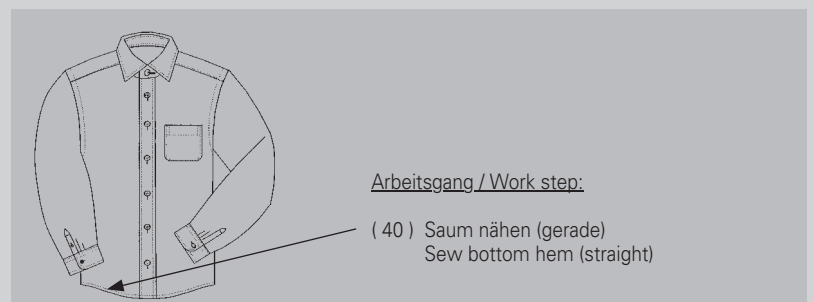 Arbeitsgang / Work step:
( 40 ) Saum nähen (gerade)
Sew bottom hem (straight)